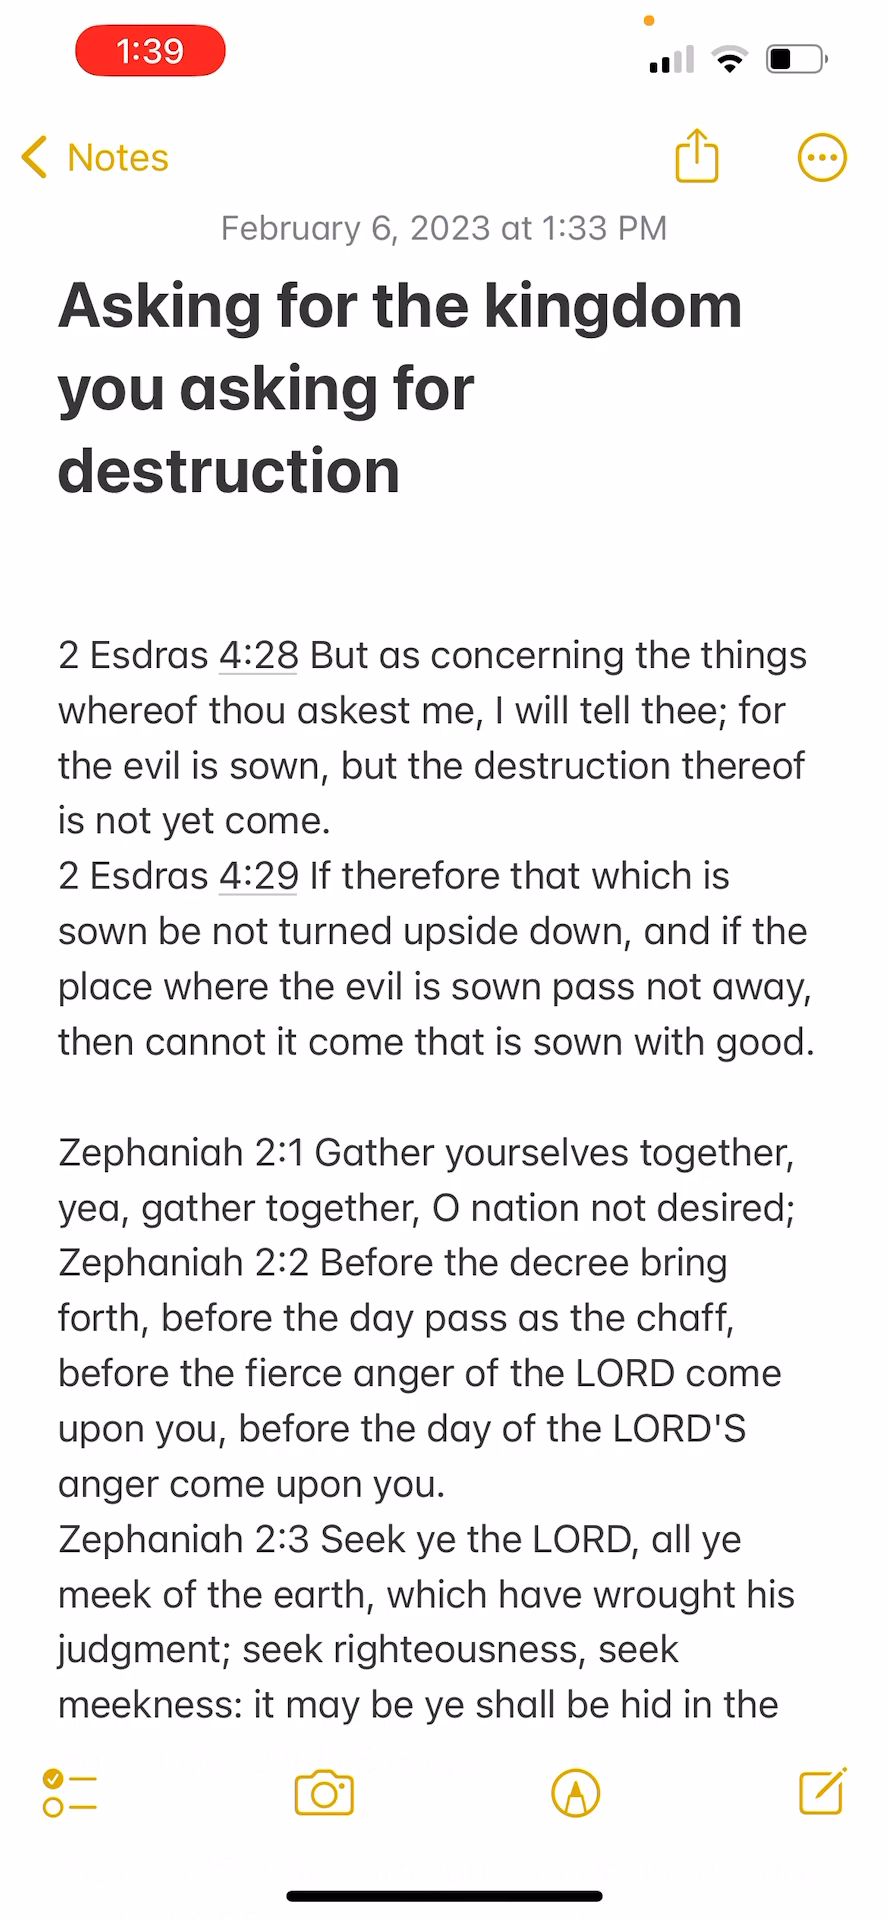 1:39
Notes
February 6, 2023 at 1:33 PM
Asking for the kingdom
you asking for
destruction
2 Esdras 4:28 But as concerning the things
whereof thou askest me, I will tell thee; for
the evil is sown, but the destruction thereof
is not yet come.
2 Esdras 4:29 If therefore that which is
sown be not turned upside down, and if the
place where the evil is sown pass not away,
then cannot it come that is sown with good.
Zephaniah 2:1 Gather yourselves together,
yea, gather together, O nation not desired;
Zephaniah 2:2 Before the decree bring
forth, before the day pass as the chaff,
before the fierce anger of the LORD come
upon you, before the day of the LORD'S
anger come upon you.
Zephaniah 2:3 Seek ye the LORD, all ye
meek of the earth, which have wrought his
judgment; seek righteousness, seek
meekness: it may be ye shall be hid in the